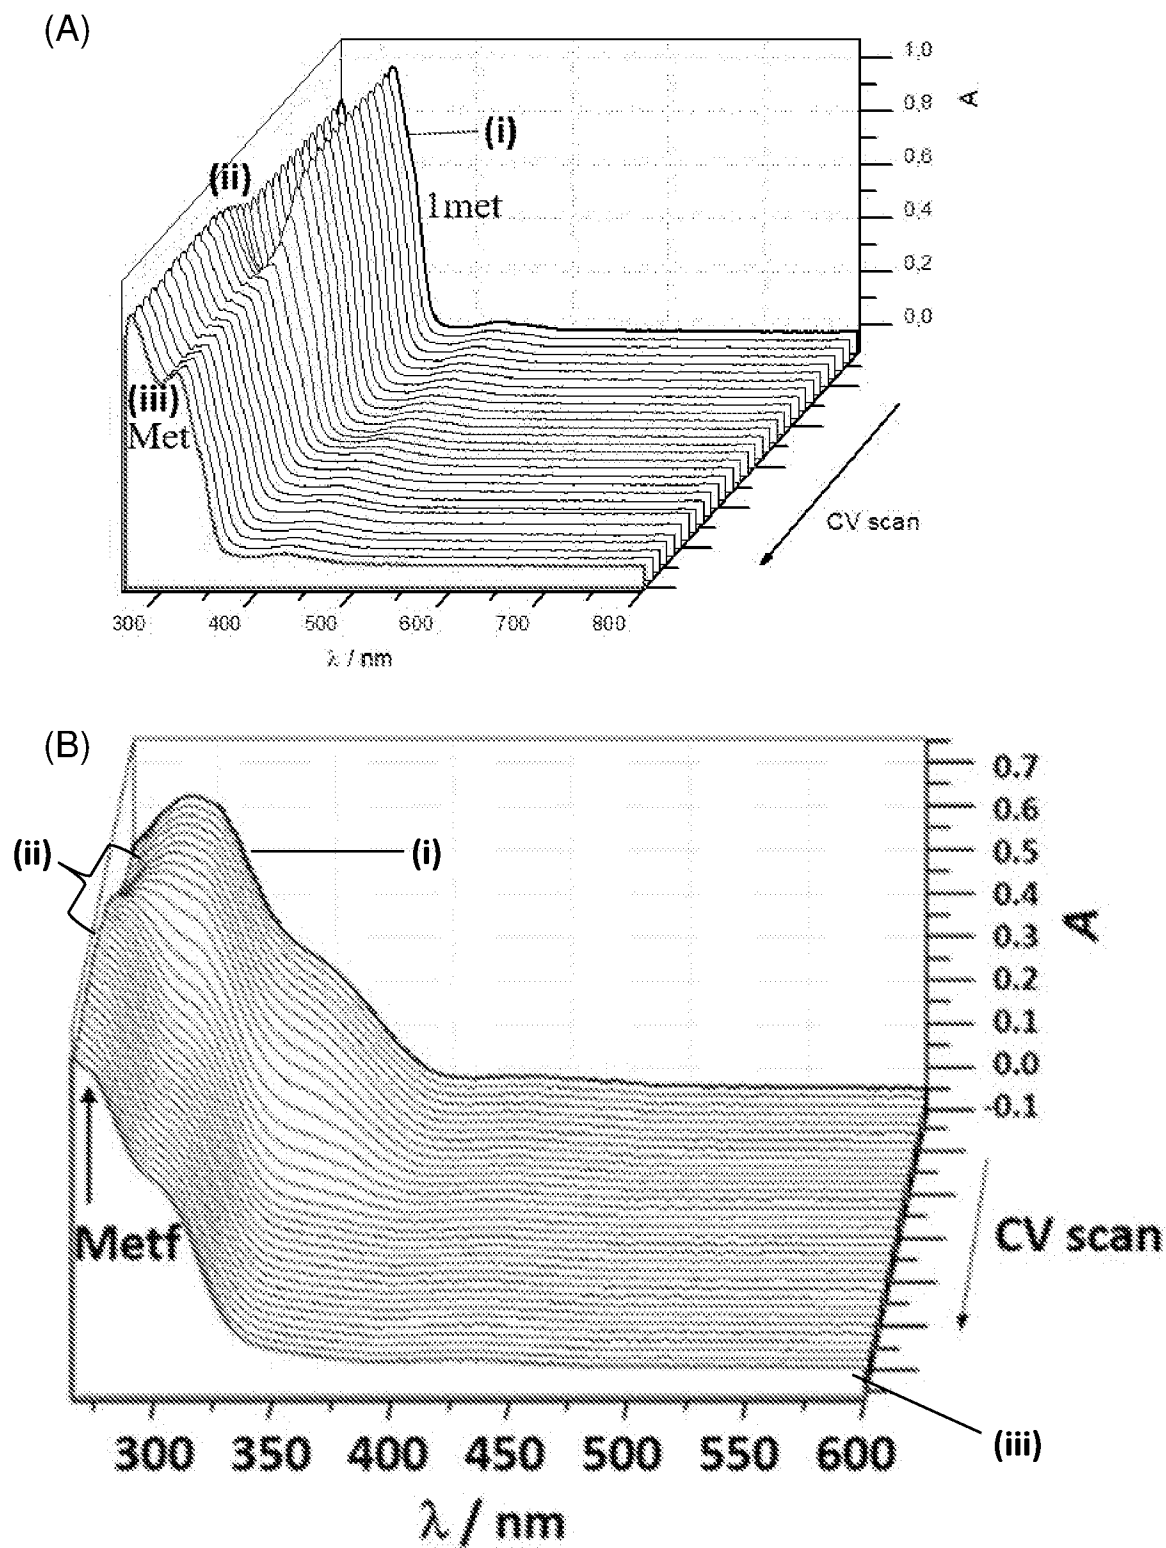 (A)
1.0
0.8
0.6
0.4
0.2
0.0
A
(i)
(ii)
1met
(iii)
Met
CV scan
300 400 500 600 700 800
λ / nm
(B)
0.7
0.6
0.5
0.4
0.3
0.2
0.1
0.0
-0.1
A
(ii)
(i)
Metf
CV scan
(iii)
300 350 400 450 500 550 600
λ / nm